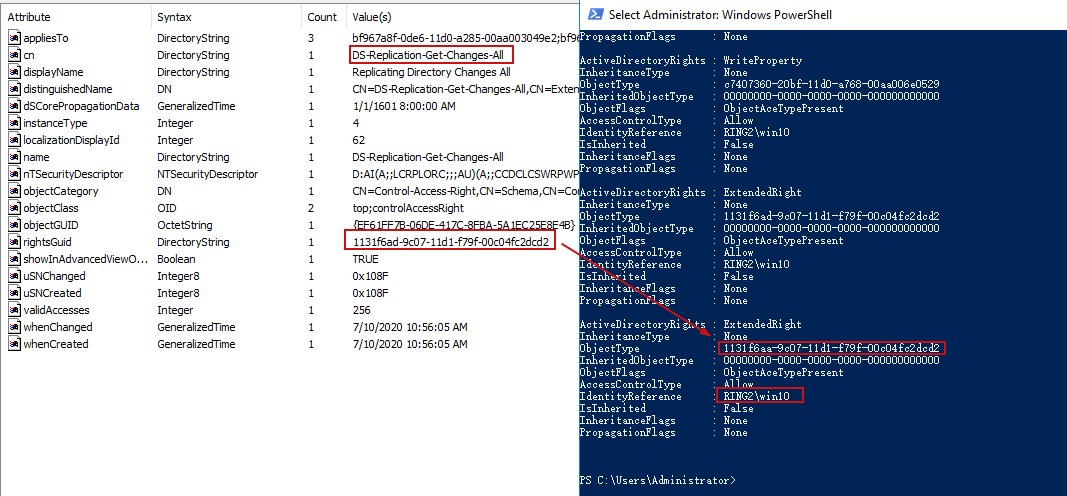 Attribute Syntax Count Value(s)
appliesTo DirectoryString 3 bf967a8f-0de6-11d0-a285-00aa003049e2;bf96
cn DirectoryString 1 DS-Replication-Get-Changes-All
displayName DirectoryString 1 Replicating Directory Changes All
distinguishedName DN 1 CN=DS-Replication-Get-Changes-All,CN=Exten
dSCorePropagationData GeneralizedTime 1 1/1/1601 8:00:00 AM
instanceType Integer 1 4
localizationDisplayId Integer 1 62
name DirectoryString 1 DS-Replication-Get-Changes-All
nTSecurityDescriptor NTSecurityDescriptor 1 D:AI(A;;LCRPLORC;;;AU)(A;;CCDCLCSWRPWP
objectCategory DN 1 CN=Control-Access-Right,CN=Schema,CN=Co
objectClass OID 2 top;controlAccessRight
objectGUID OctetString 1 {EF61FF7B-06DE-417C-8FBA-5A1EC25E8E4B}
rightsGuid DirectoryString 1 1131f6ad-9c07-11d1-f79f-00c04fc2dcd2
showInAdvancedViewO... Boolean 1 TRUE
uSNChanged Integer8 1 0x108F
uSNCreated Integer8 1 0x108F
validAccesses Integer 1 256
whenChanged GeneralizedTime 1 7/10/2020 10:56:05 AM
whenCreated GeneralizedTime 1 7/10/2020 10:56:05 AM
Select Administrator: Windows PowerShell
PropagationFlags : None
ActiveDirectoryRights : WriteProperty
InheritanceType : None
ObjectType : c7407360-20bf-11d0-a768-00aa006e0529
InheritedObjectType : 00000000-0000-0000-0000-000000000000
ObjectFlags : ObjectAceTypePresent
AccessControlType : Allow
IdentityReference : RING2\win10
IsInherited : False
InheritanceFlags : None
PropagationFlags : None
ActiveDirectoryRights : ExtendedRight
InheritanceType : None
ObjectType : 1131f6ad-9c07-11d1-f79f-00c04fc2dcd2
InheritedObjectType : 00000000-0000-0000-0000-000000000000
ObjectFlags : ObjectAceTypePresent
AccessControlType : Allow
IdentityReference : RING2\win10
IsInherited : False
InheritanceFlags : None
PropagationFlags : None
ActiveDirectoryRights : ExtendedRight
InheritanceType : None
ObjectType : 1131f6aa-9c07-11d1-f79f-00c04fc2dcd2
InheritedObjectType : 00000000-0000-0000-0000-000000000000
ObjectFlags : ObjectAceTypePresent
AccessControlType : Allow
IdentityReference : RING2\win10
IsInherited : False
InheritanceFlags : None
PropagationFlags : None
PS C:\Users\Administrator>